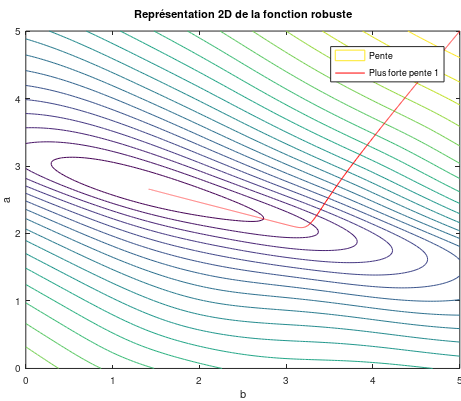 Représentation 2D de la fonction robuste
Pente
Plus forte pente 1
5
4
3
2
1
0
a
0 1 2 3 4 5
b